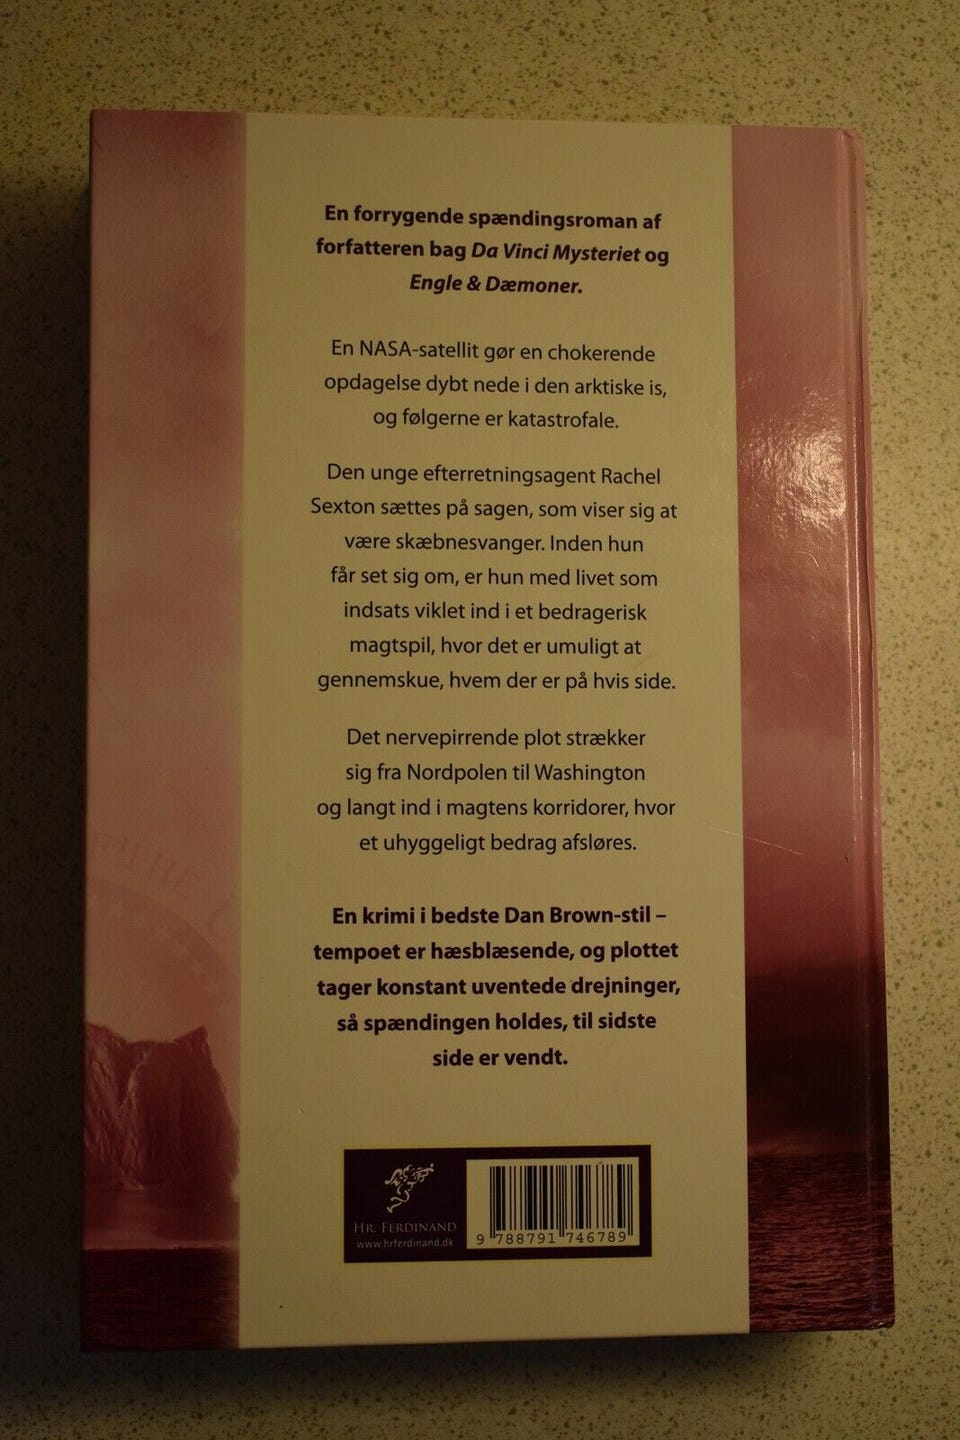 En forrygende spændingsroman af
forfatteren bag Da Vinci Mysteriet og
Engle & Dæmoner.
En NASA-satellit gør en chokerende
opdagelse dybt nede i den arktiske is,
og følgerne er katastrofale.
Den unge efterretningsagent Rachel
Sexton sættes på sagen, som viser sig at
være skæbnesvanger. Inden hun
får set sig om, er hun med livet som
indsats viklet ind i et bedragerisk
magtspil, hvor det er umuligt at
gennemskue, hvem der er på hvis side.
Det nervepirrende plot strækker
sig fra Nordpolen til Washington
og langt ind i magtens korridorer, hvor
et uhyggeligt bedrag afsløres.
En krimi i bedste Dan Brown-stil –
tempoet er hæsblæsende, og plottet
tager konstant uventede drejninger,
så spændingen holdes, til sidste
side er vendt.
HR. FERDINAND
www.hrferdinand.dk
9 788791 746789